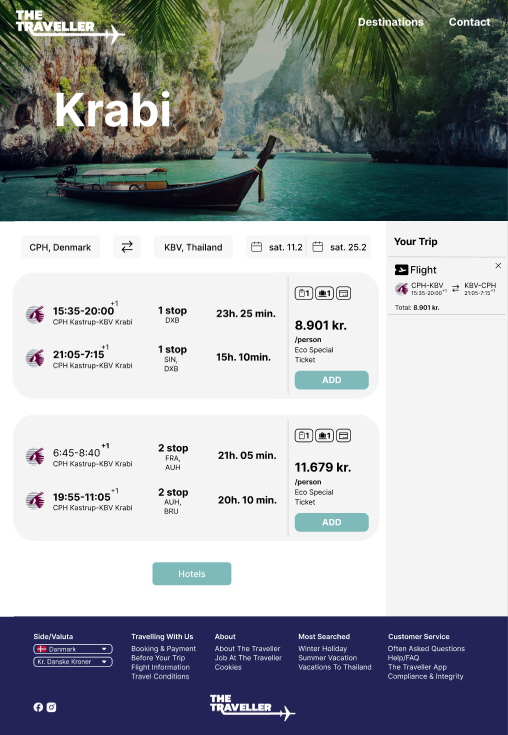 THE
TRAVELLER
Destinations
Contact
Krabi
CPH, Denmark
KBV, Thailand
sat. 11.2
sat. 25.2
Your Trip
Flight
CPH-KBV
KBV-CPH
15:35-20:00+1
21:05-7:15+1
Total: 8.901 kr.
15:35-20:00+1
CPH Kastrup-KBV Krabi
1 stop
DXB
23h. 25 min.
21:05-7:15+1
CPH Kastrup-KBV Krabi
1 stop
SIN,
DXB
15h. 10min.
1
1
8.901 kr.
/person
Eco Special
Ticket
ADD
6:45-8:40+1
CPH Kastrup-KBV Krabi
2 stop
FRA,
AUH
21h. 05 min.
19:55-11:05+1
CPH Kastrup-KBV Krabi
2 stop
AUH,
BRU
20h. 10 min.
1
1
11.679 kr.
/person
Eco Special
Ticket
ADD
Hotels
Side/Valuta
Danmark
Kr. Danske Kroner
Travelling With Us
Booking & Payment
Before Your Trip
Flight Information
Travel Conditions
About
About The Traveller
Job At The Traveller
Cookies
Most Searched
Winter Holiday
Summer Vacation
Vacations To Thailand
Customer Service
Often Asked Questions
Help/FAQ
The Traveller App
Compliance & Integrity
THE
TRAVELLER